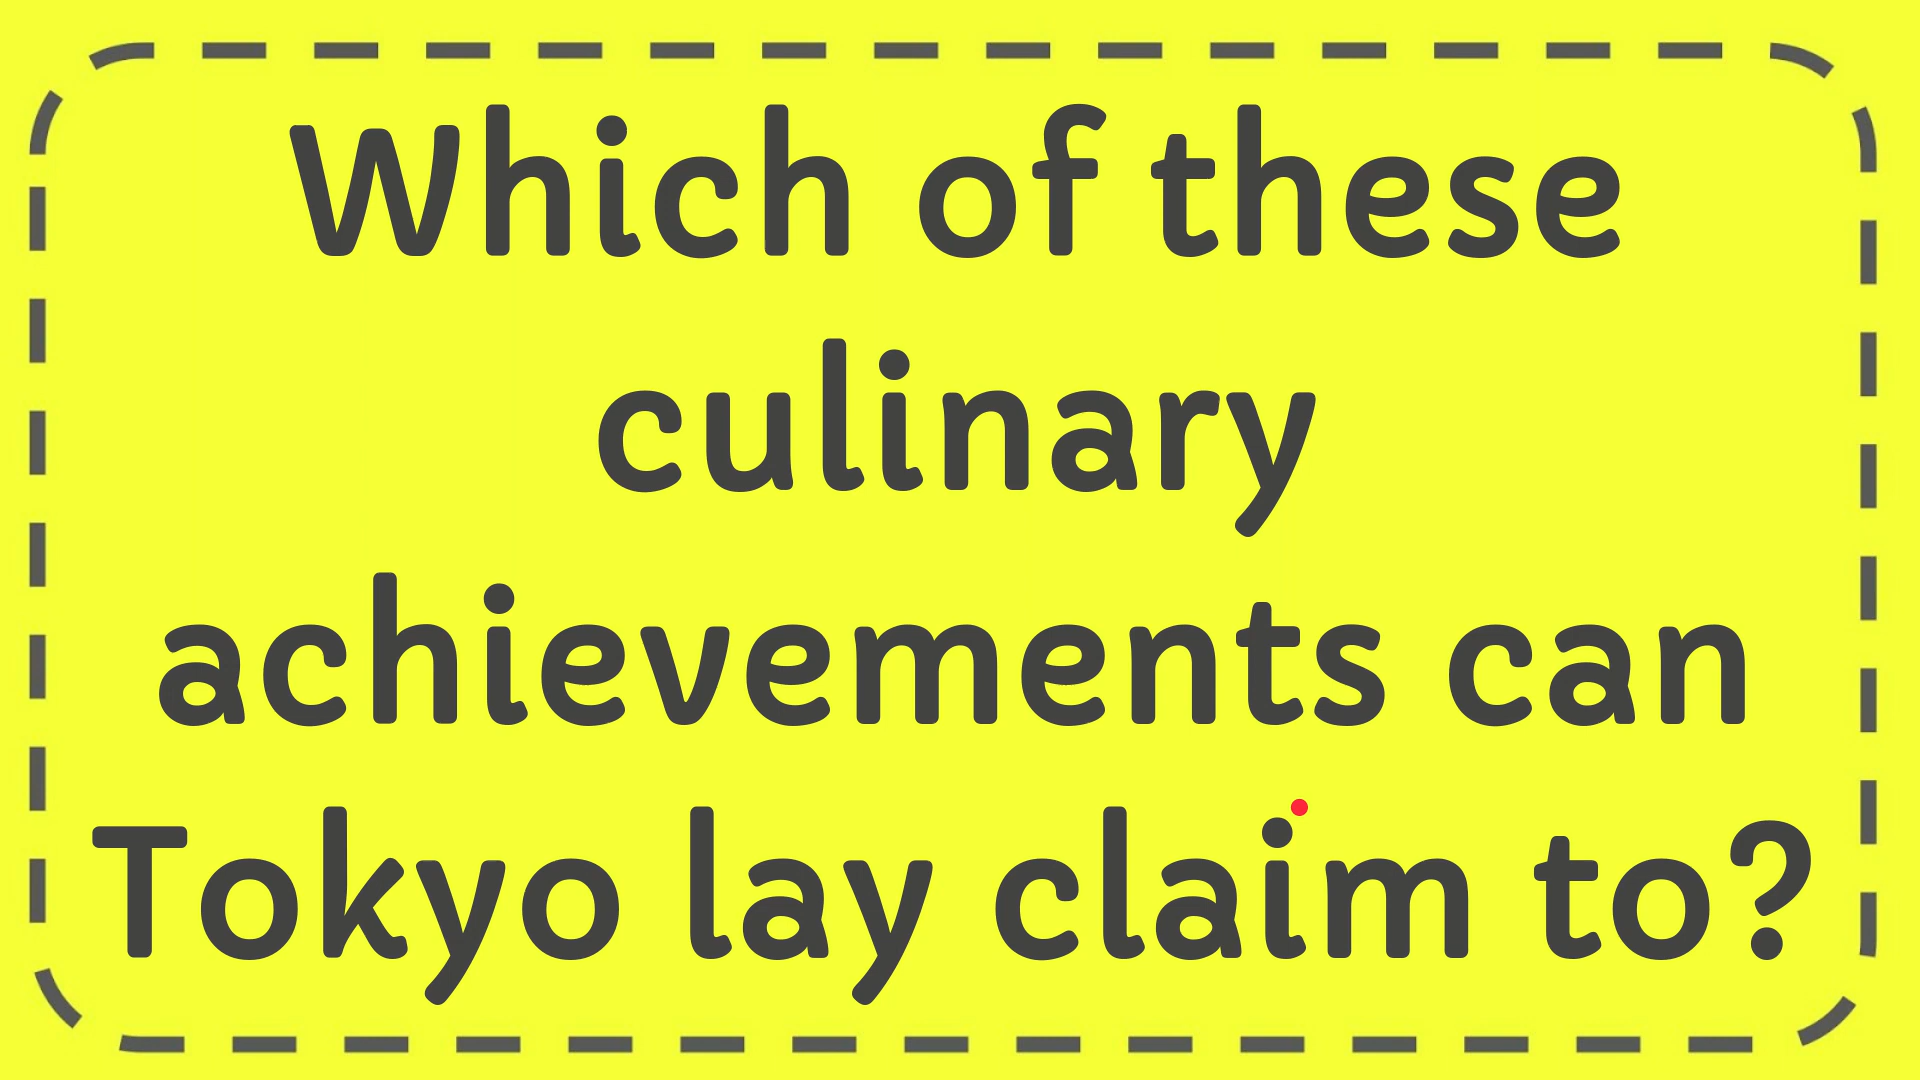 Which of these
culinary
achievements can
Tokyo lay claim to?